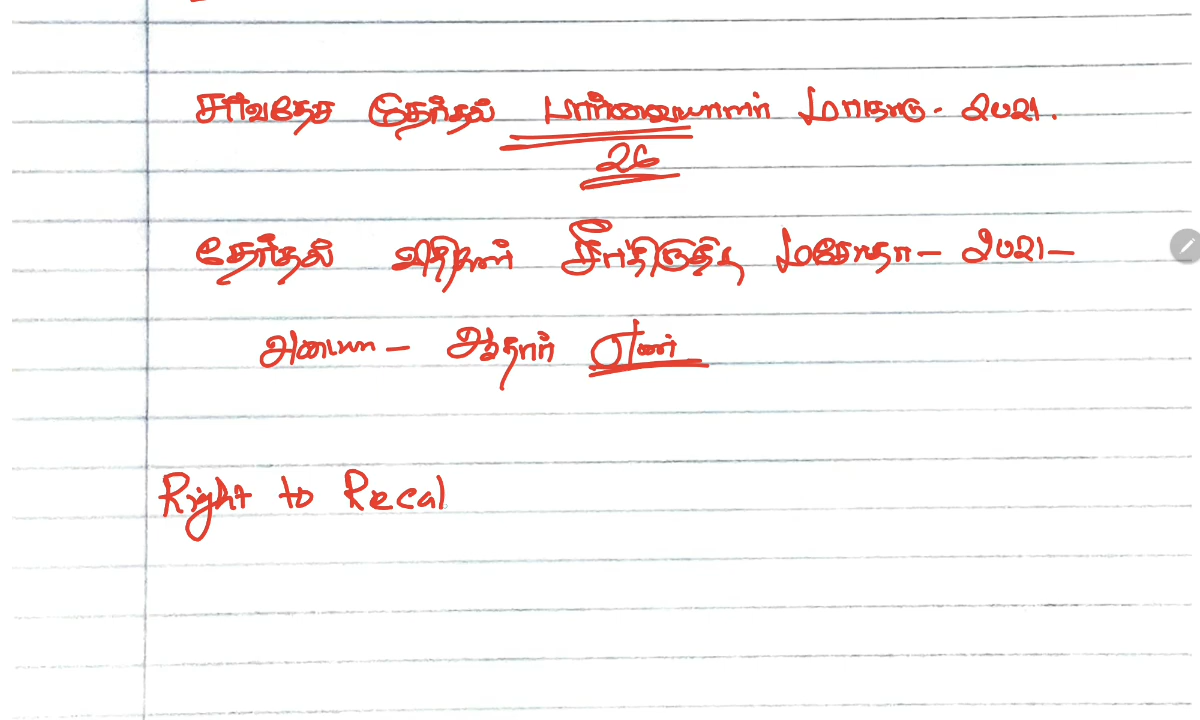 சர்வதேச தேர்தல் பார்வையாளர் மாநாடு - 2021.
26
தேர்தல் விதிகள் சீர்திருத்த மசோதா - 2021 -
அடையா - ஆதார் எண்
Right to Recal